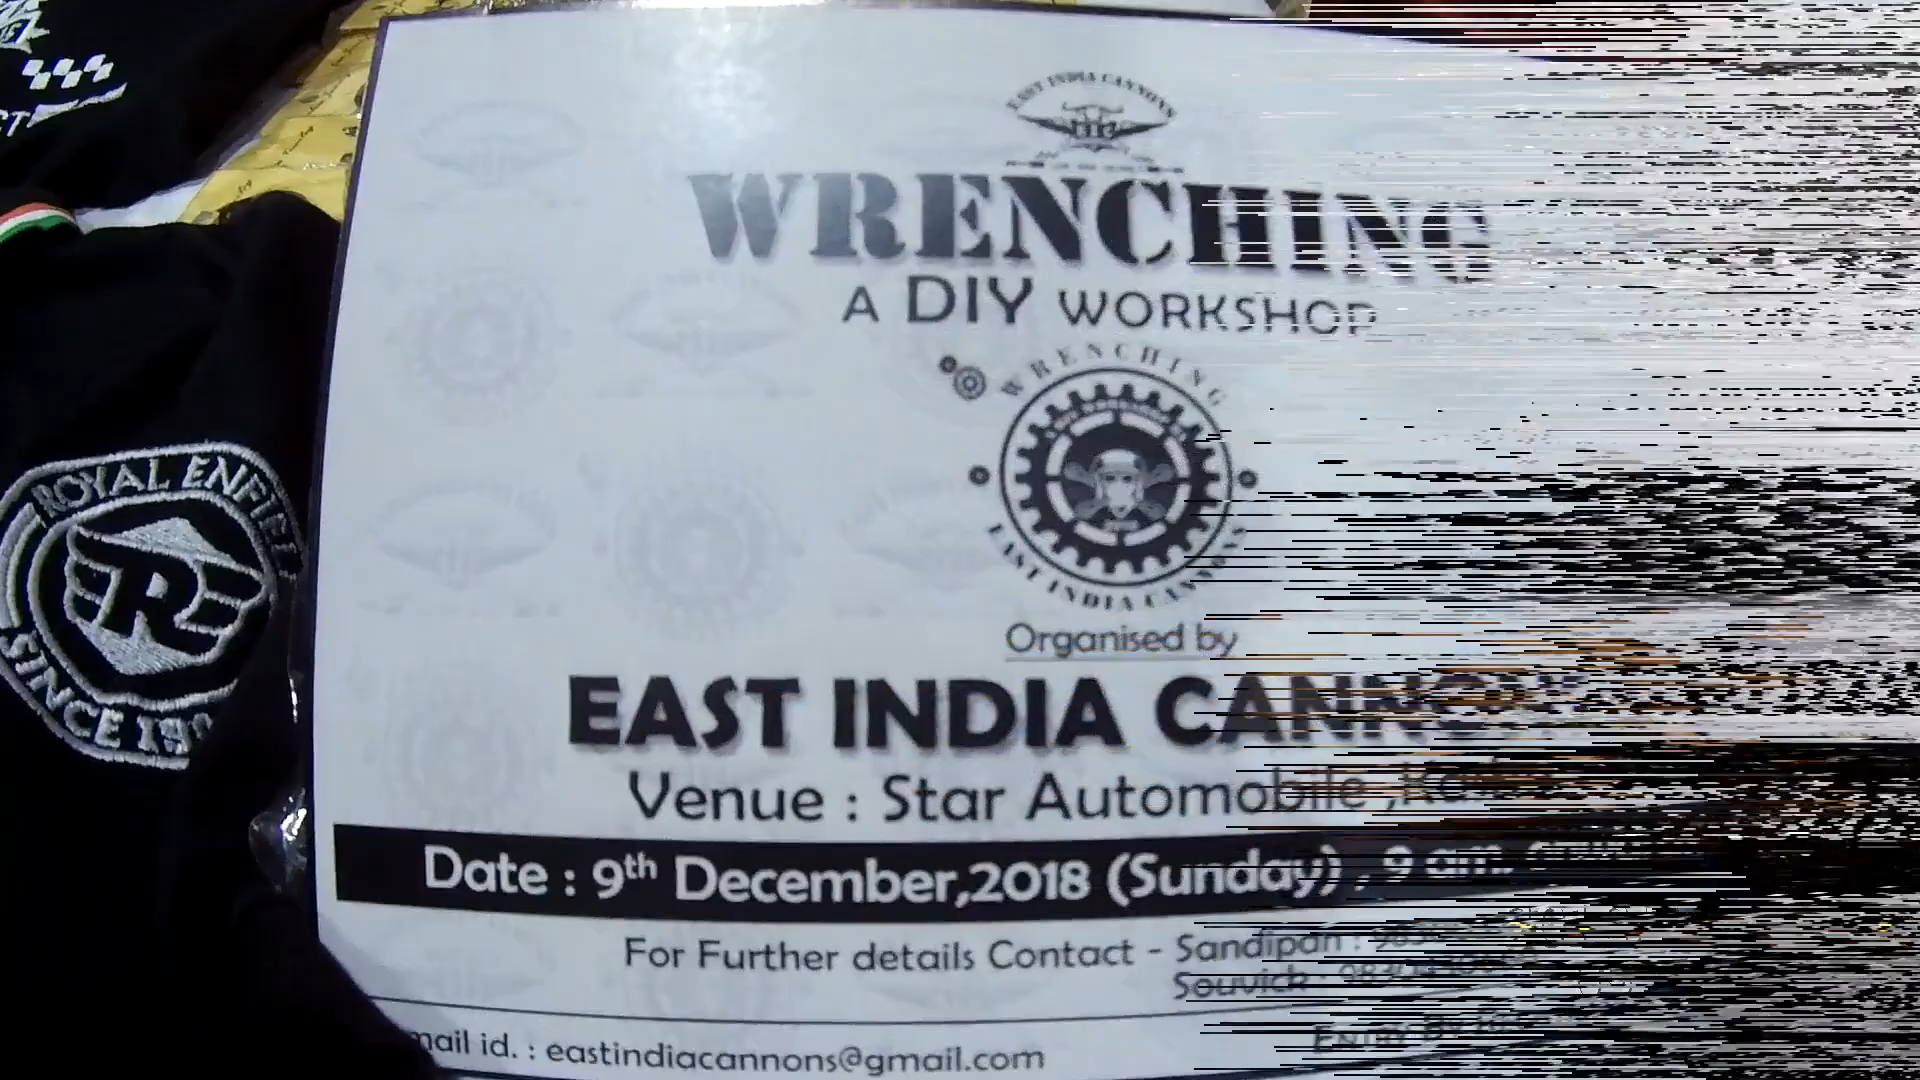 EAST INDIA CANNONS
WRENCHING
A DIY WORKSHOP
WRENCHING
EAST INDIA CANNONS
Organised by
EAST INDIA
Venue : Star Automobile ,
Date : 9th December,2018 (Sunday) , 9 am.
For Further details Contact - Sandipan :
Souvick :
mail id. : eastindiacannons@gmail.com
ROYAL ENFIELD
R
SINCE